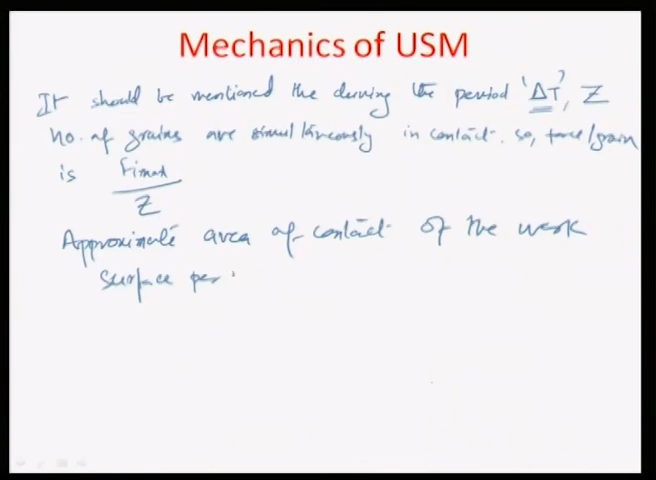 Mechanics of USM
It should be mentioned the during the period 'ΔT', Z
no. of grains are simultaneously in contact. so, force/grain
is Fimax
Z
Approximate area of contact of the work
surface per